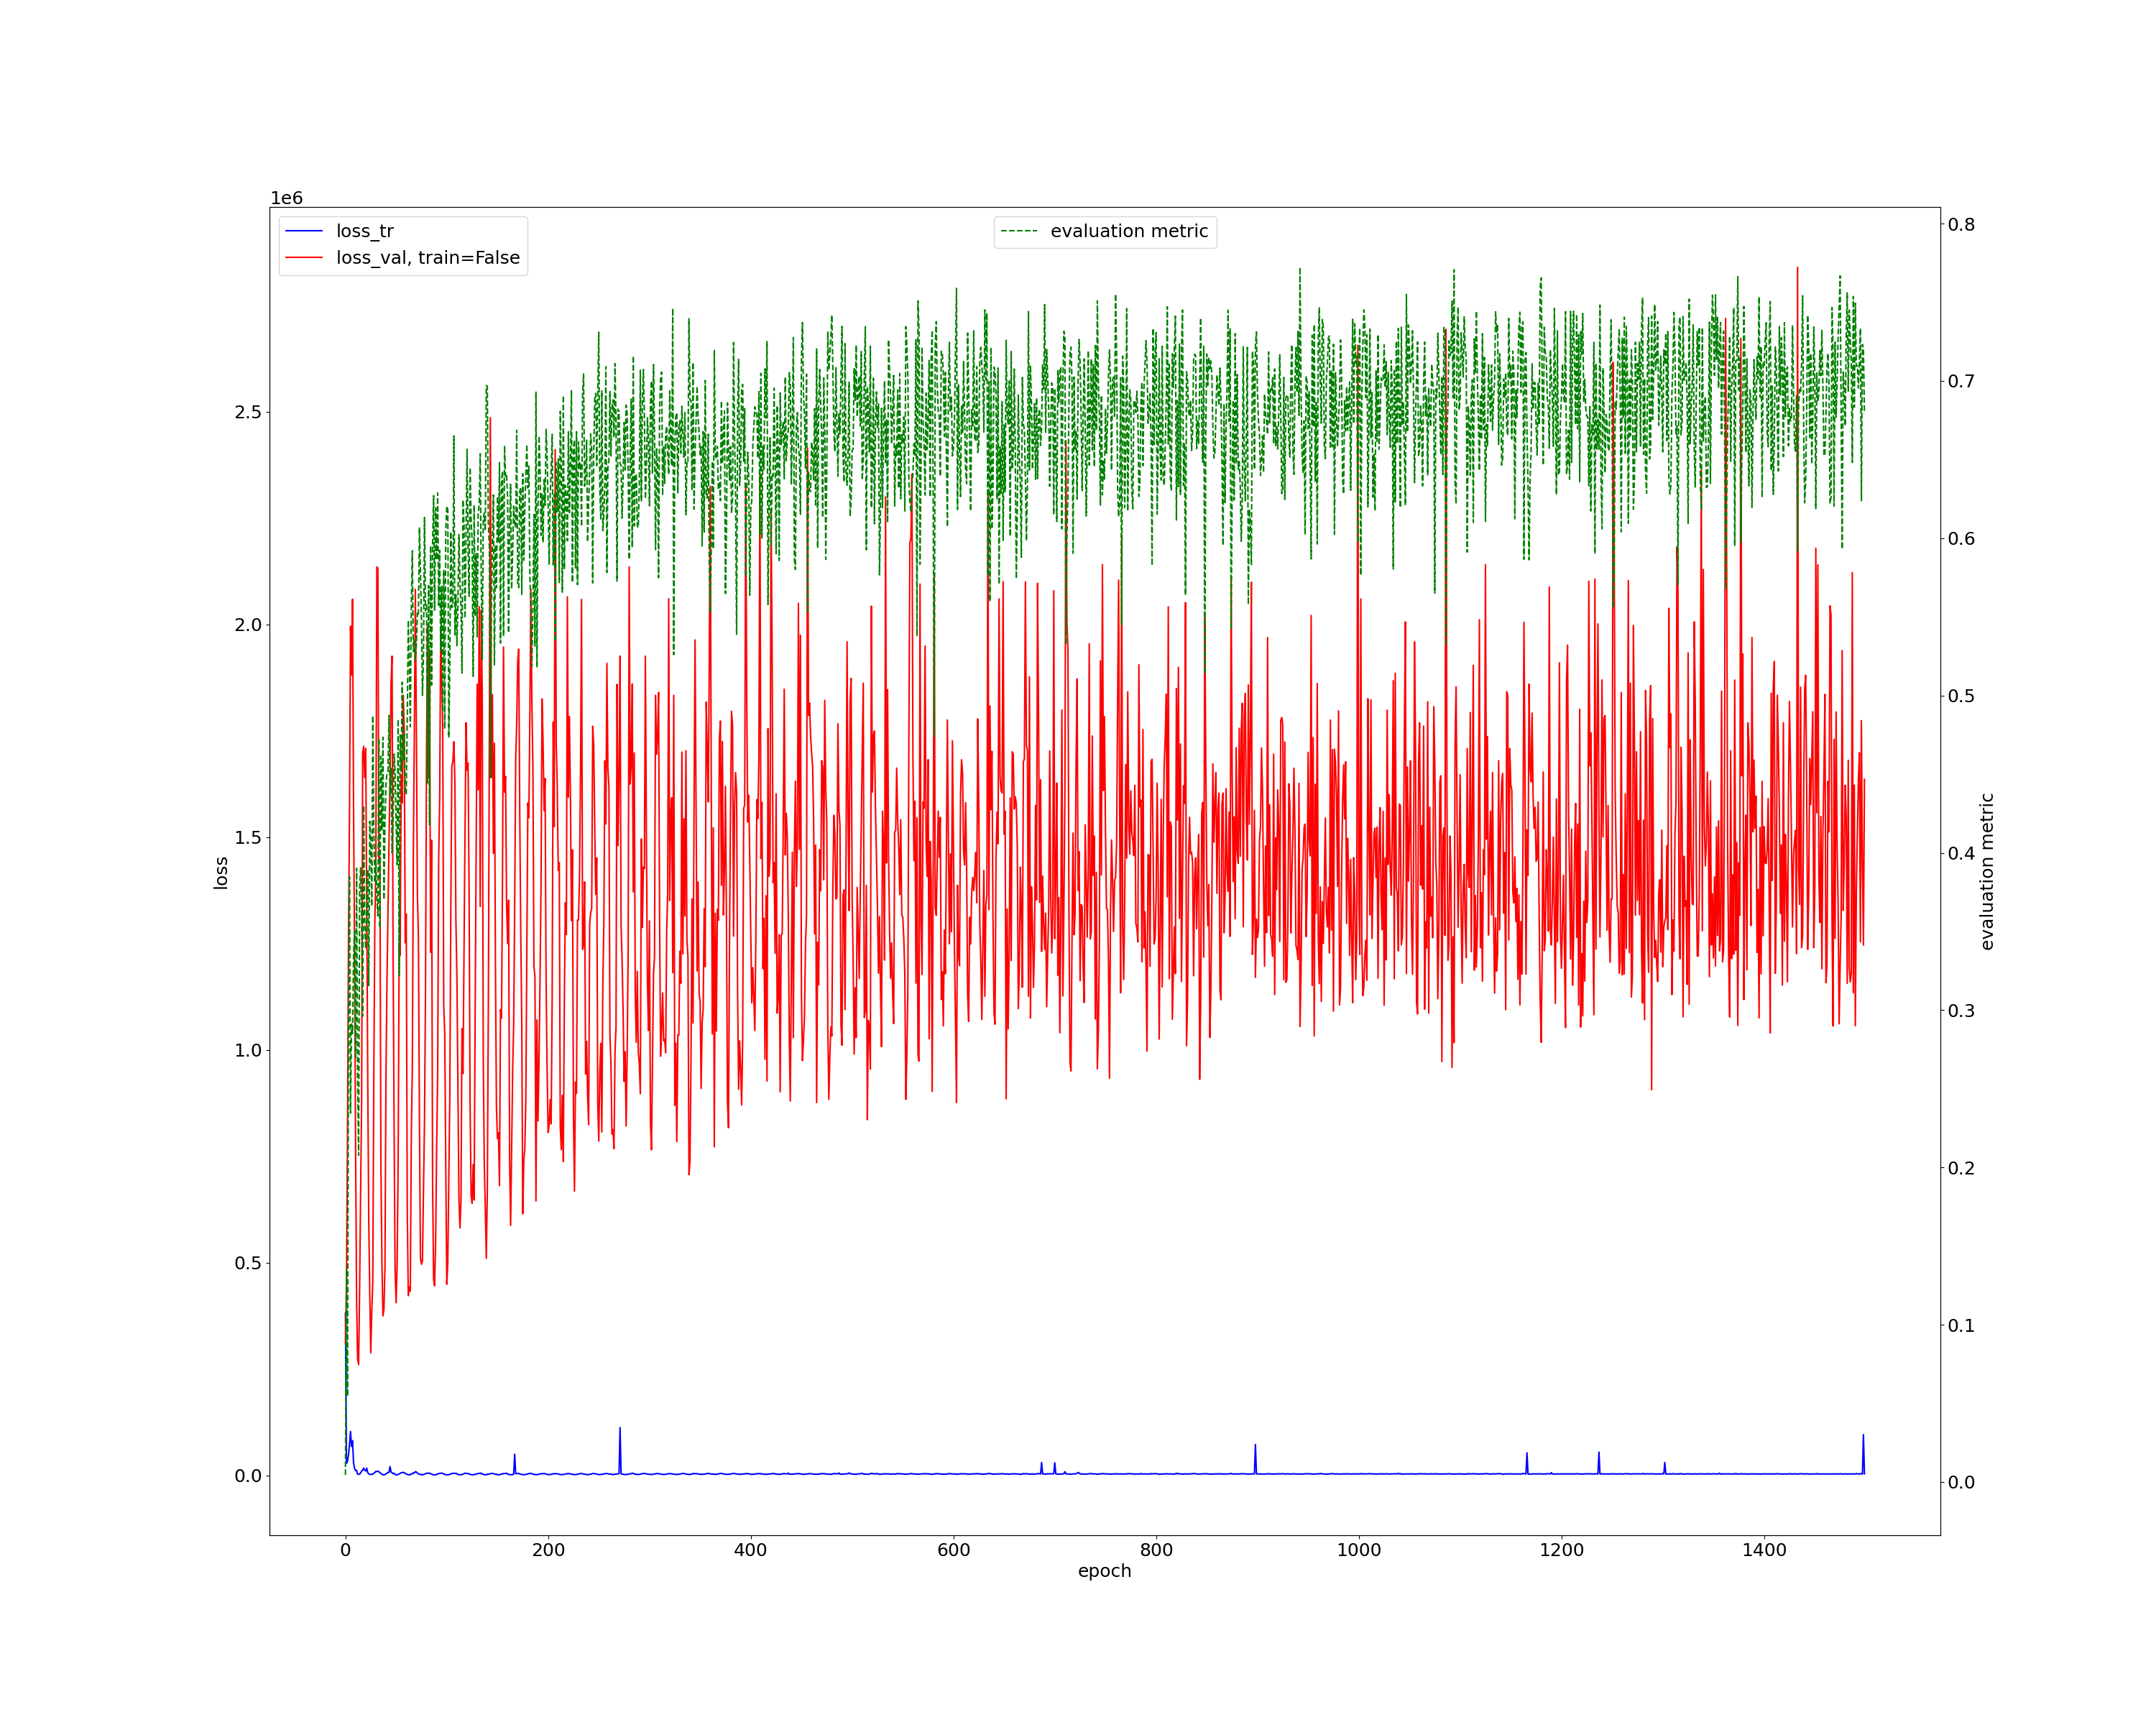 1e6
loss_tr
loss_val, train=False
evaluation metric
2.5
2.0
1.5
1.0
0.5
0.0
loss
0.8
0.7
0.6
0.5
0.4
0.3
0.2
0.1
0.0
evaluation metric
0 200 400 600 800 1000 1200 1400
epoch